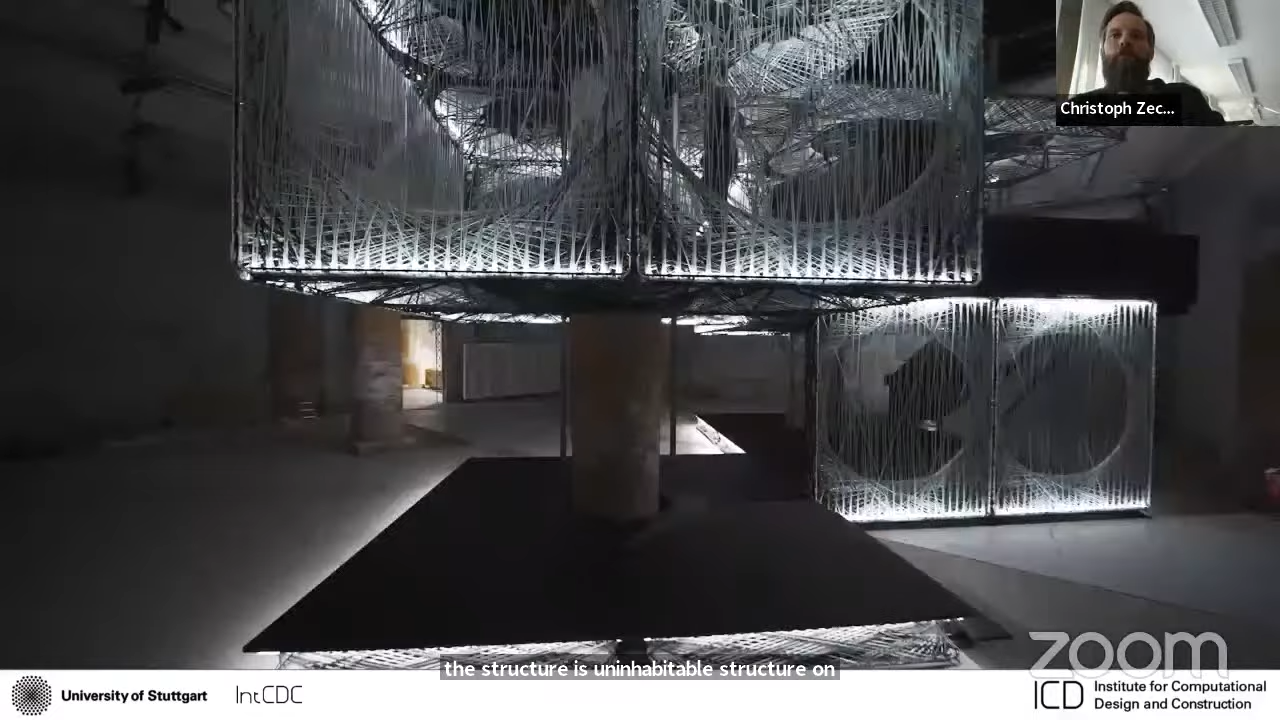 Christoph Zec...
zoom
the structure is uninhabitable structure on
University of Stuttgart
IntCDC
ICD
Institute for Computational
Design and Construction